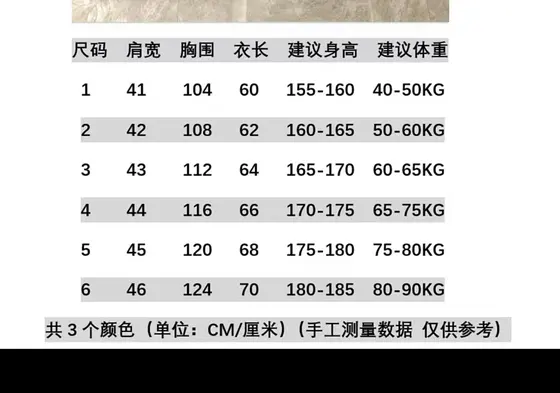 尺码 肩宽 胸围 衣长 建议身高 建议体重
1 41 104 60 155-160 40-50KG
2 42 108 62 160-165 50-60KG
3 43 112 64 165-170 60-65KG
4 44 116 66 170-175 65-75KG
5 45 120 68 175-180 75-80KG
6 46 124 70 180-185 80-90KG
共 3 个颜色（单位：CM/厘米）（手工测量数据 仅供参考）